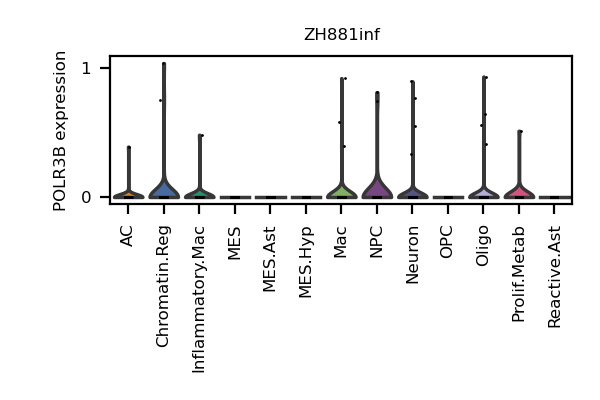 ZH881inf
POLR3B expression
1
0
AC
Chromatin.Reg
Inflammatory.Mac
MES
MES.Ast
MES.Hyp
Mac
NPC
Neuron
OPC
Oligo
Prolif.Metab
Reactive.Ast